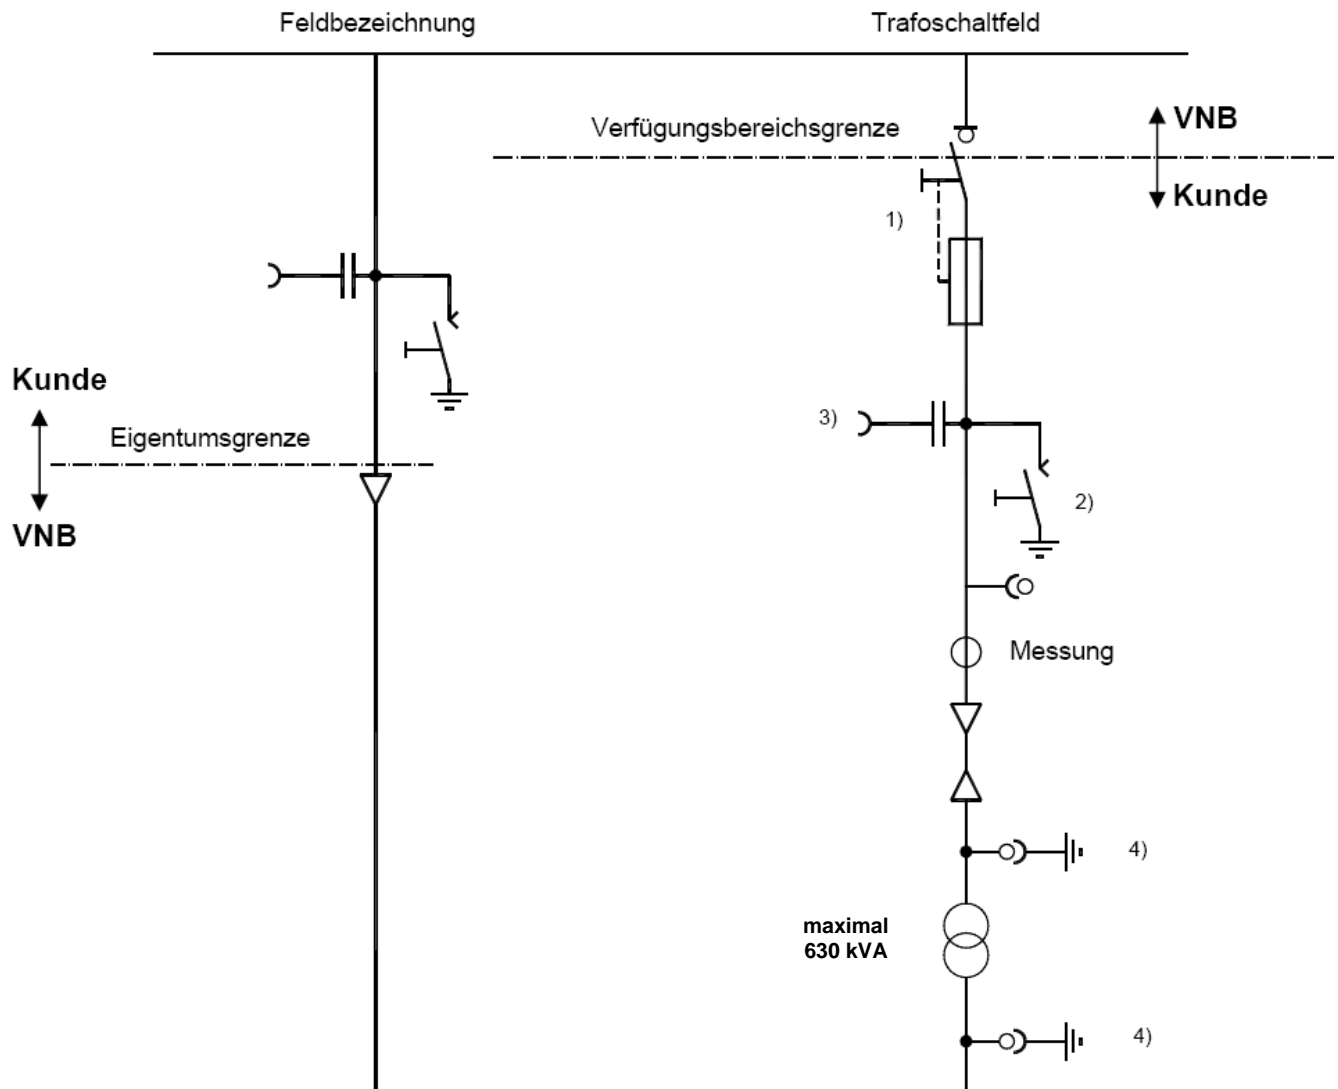 Feldbezeichnung
Trafoschaltfeld
Verfügungsbereichsgrenze
VNB
Kunde
1)
Kunde
Eigentumsgrenze
VNB
3)
2)
Messung
4)
maximal
630 kVA
4)